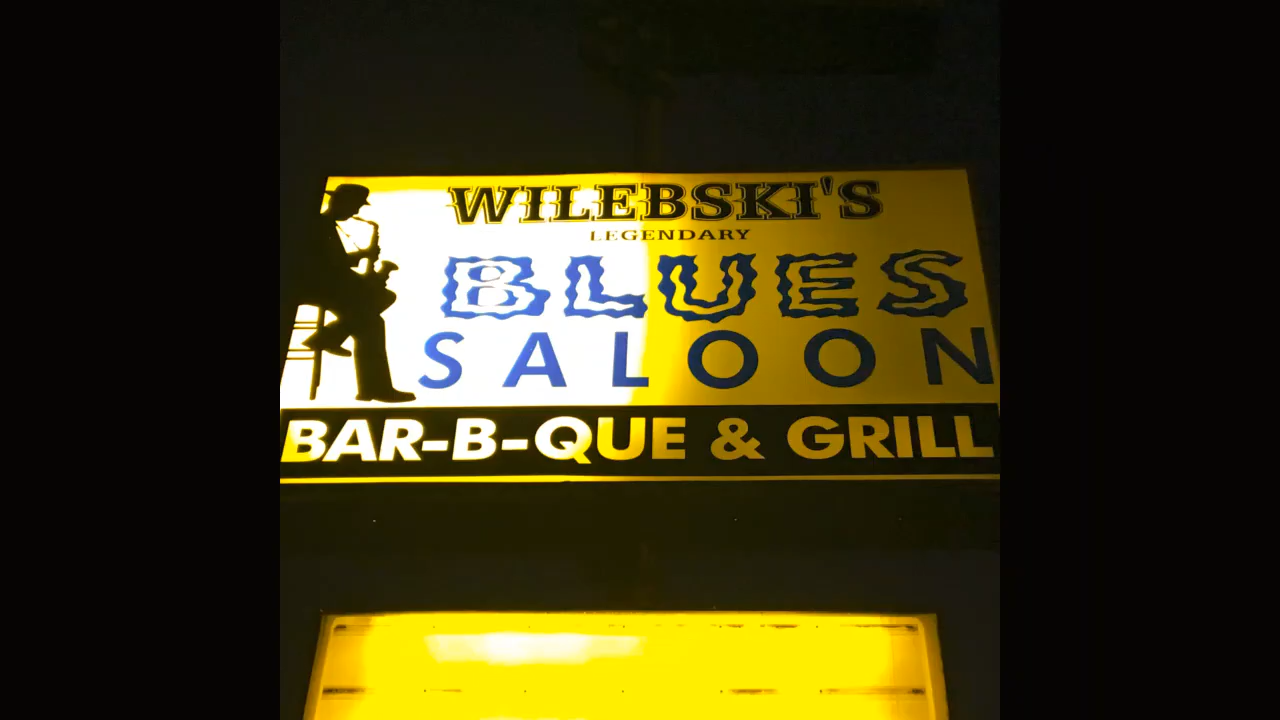 WILEBSKI'S
LEGENDARY
BLUES
SALOON
BAR-B-QUE & GRILL